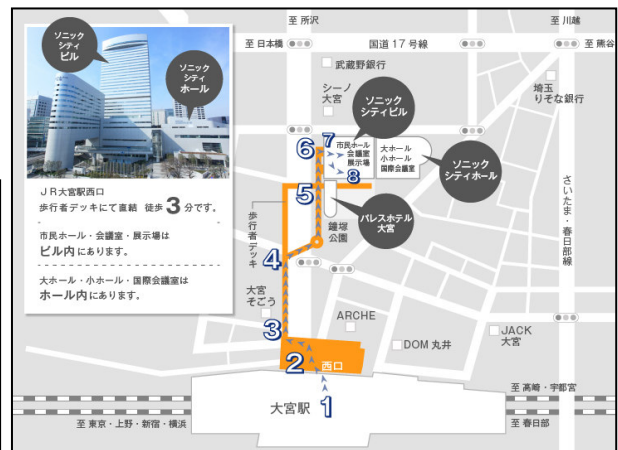 至 所沢
至 川越
至 日本橋
国道17号線
至 熊谷
ソニック
シティ
ビル
ソニック
シティ
ホール
武蔵野銀行
シーノ
大宮
ソニック
シティビル
埼玉
りそな銀行
6
7
市民ホール
会議室
展示場
8
大ホール
小ホール
国際会議室
ソニック
シティホール
JR大宮駅西口
歩行者デッキにて直結 徒歩3分です。
市民ホール・会議室・展示場は
ビル内にあります。
大ホール・小ホール・国際会議室は
ホール内にあります。
5
パレスホテル
大宮
歩行者デッキ
鐘塚
公園
さいたま・春日部線
4
大宮
そごう
3
ARCHE
DOM 丸井
JACK
大宮
2
西口
1
大宮駅
至 高崎・宇都宮
至 東京・上野・新宿・横浜
至 春日部